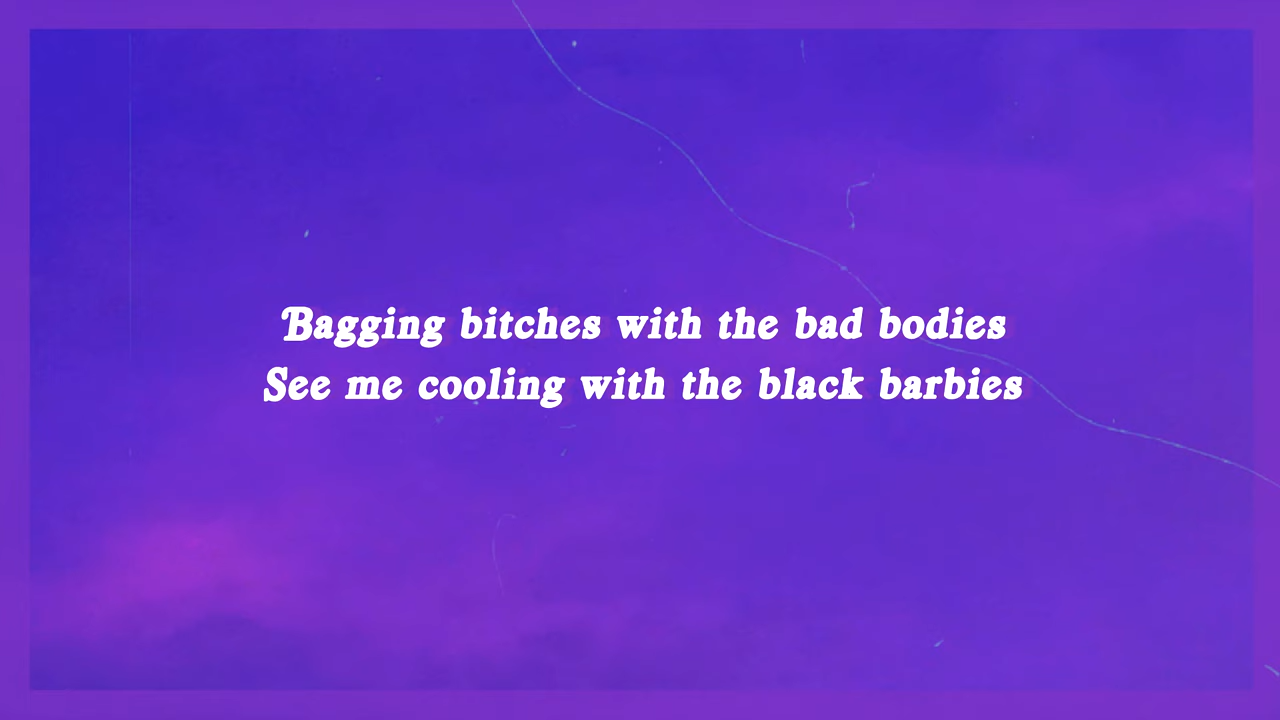 Bagging bitches with the bad bodies
See me cooling with the black barbies